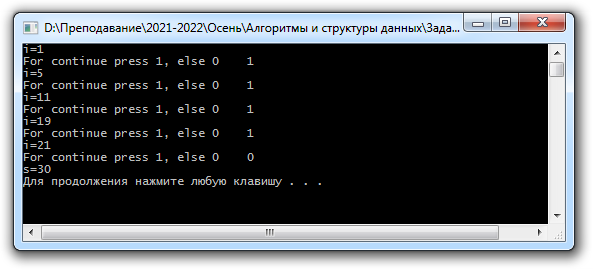 D:\Преподавание\2021-2022\Осень\Алгоритмы и структуры данных\Зада...
i=1
For continue press 1, else 0    1
i=5
For continue press 1, else 0    1
i=11
For continue press 1, else 0    1
i=19
For continue press 1, else 0    1
i=21
For continue press 1, else 0    0
s=30
Для продолжения нажмите любую клавишу . . .